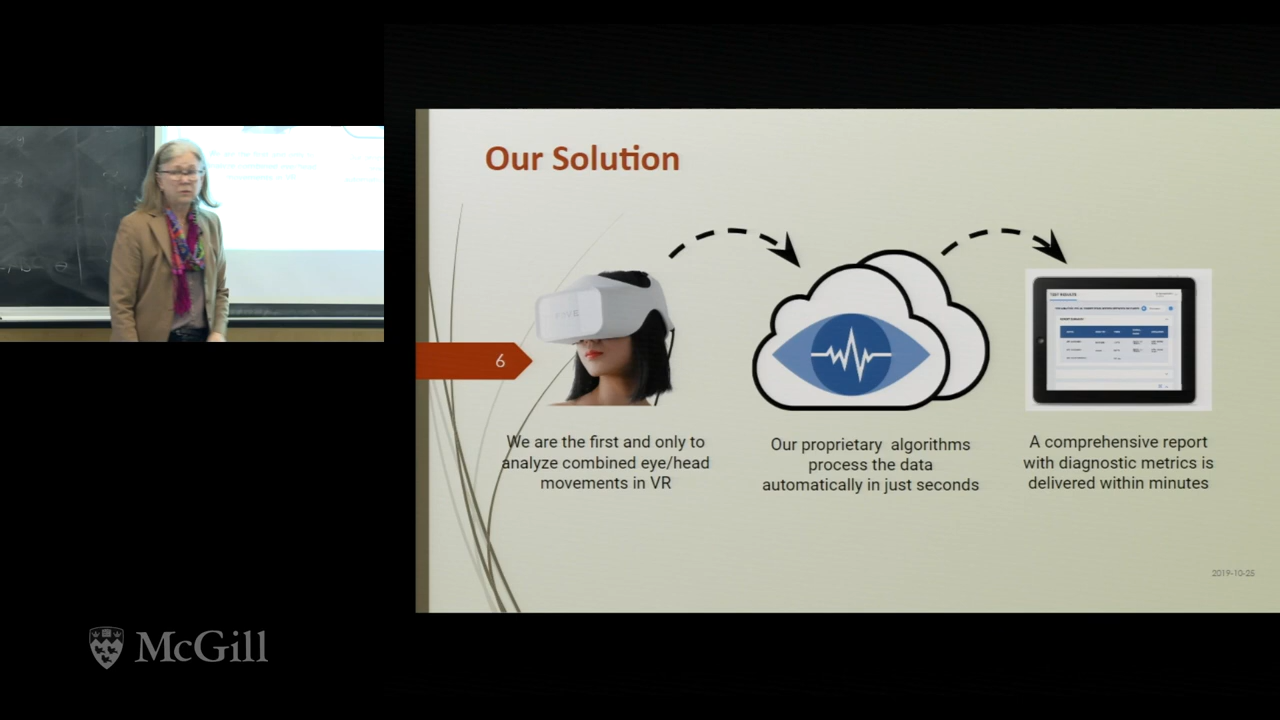 Our Solution
6
We are the first and only to
analyze combined eye/head
movements in VR
Our proprietary algorithms
process the data
automatically in just seconds
A comprehensive report
with diagnostic metrics is
delivered within minutes
2019-10-25
McGill